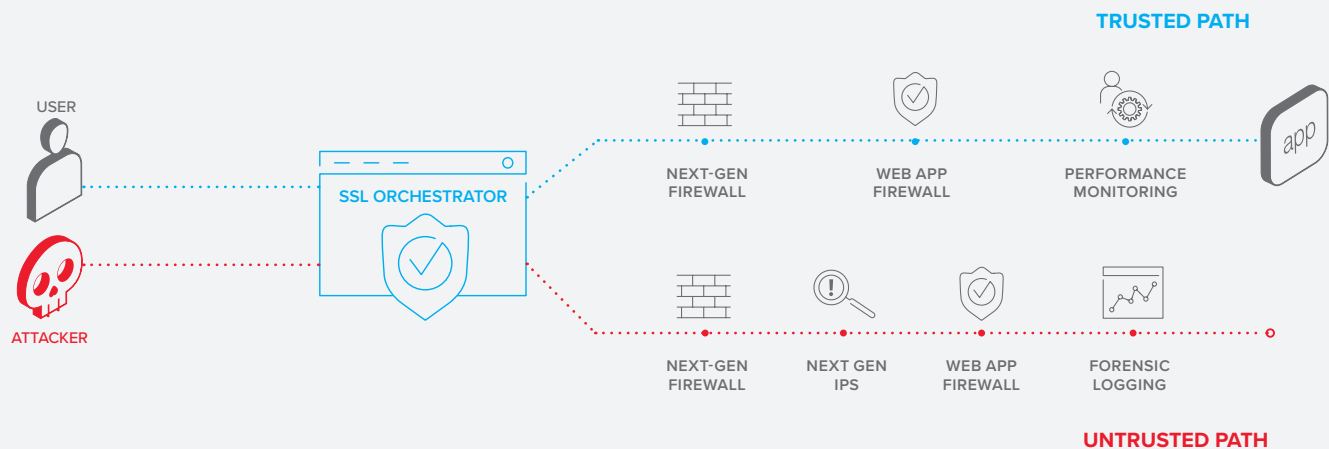 TRUSTED PATH
USER
SSL ORCHESTRATOR
NEXT-GEN
FIREWALL
WEB APP
FIREWALL
PERFORMANCE
MONITORING
app
ATTACKER
NEXT-GEN
FIREWALL
NEXT GEN
IPS
WEB APP
FIREWALL
FORENSIC
LOGGING
UNTRUSTED PATH